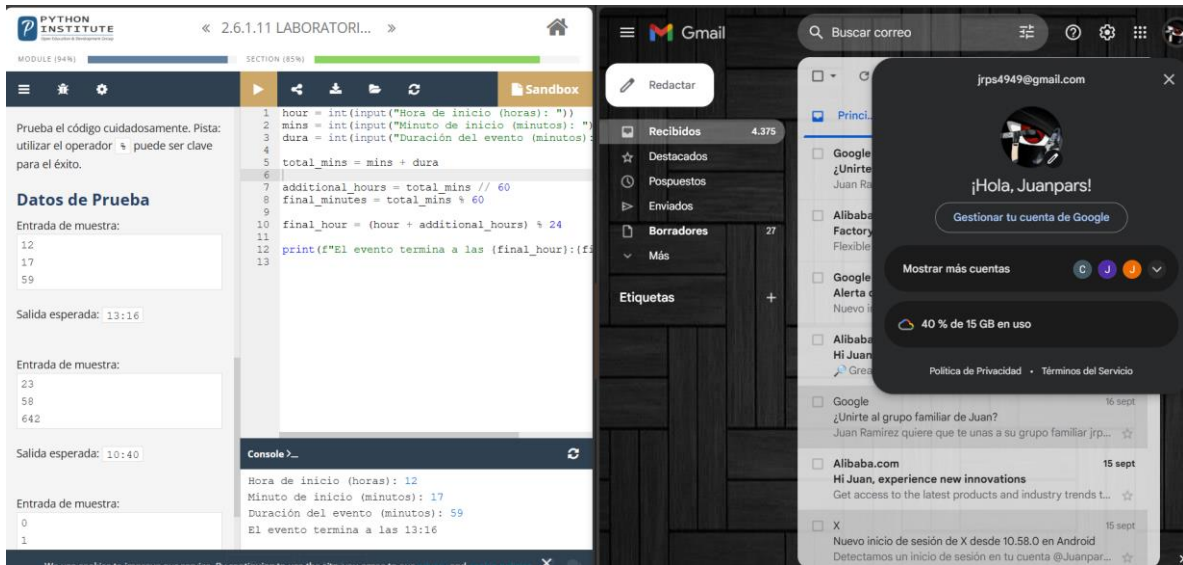 PYTHON
INSTITUTE
Open Education & Development Group
« 2.6.1.11 LABORATORI... »
MODULE (94%)
SECTION (85%)
Sandbox
Prueba el código cuidadosamente. Pista:
utilizar el operador % puede ser clave
para el éxito.
Datos de Prueba
Entrada de muestra:
12
17
59
Salida esperada: 13:16
Entrada de muestra:
23
58
642
Salida esperada: 10:40
Entrada de muestra:
0
1
1 hour = int(input("Hora de inicio (horas): "))
2 mins = int(input("Minuto de inicio (minutos): ")
3 dura = int(input("Duración del evento (minutos):
4
5 total_mins = mins + dura
6
7 additional_hours = total_mins // 60
8 final_minutes = total_mins % 60
9
10 final_hour = (hour + additional_hours) % 24
11
12 print(f"El evento termina a las {final_hour}:{fi
13
Console >_
Hora de inicio (horas): 12
Minuto de inicio (minutos): 17
Duración del evento (minutos): 59
El evento termina a las 13:16
Gmail
Buscar correo
Redactar
Recibidos 4.375
Destacados
Pospuestos
Enviados
Borradores 27
Más
Etiquetas +
Princi...
Google
¿Unirte
Juan Ra
Alibaba
Factory
Flexible
Google
Alerta d
Nuevo i
Alibaba
Hi Juan
Grea
Google 16 sept
¿Unirte al grupo familiar de Juan?
Juan Ramírez quiere que te unas a su grupo familiar jrp...
Alibaba.com 15 sept
Hi Juan, experience new innovations
Get access to the latest products and industry trends t...
X 15 sept
Nuevo inicio de sesión de X desde 10.58.0 en Android
Detectamos un inicio de sesión en tu cuenta @Juanpar...
jrps4949@gmail.com
¡Hola, Juanpars!
Gestionar tu cuenta de Google
Mostrar más cuentas
C J J
40 % de 15 GB en uso
Política de Privacidad • Términos del Servicio